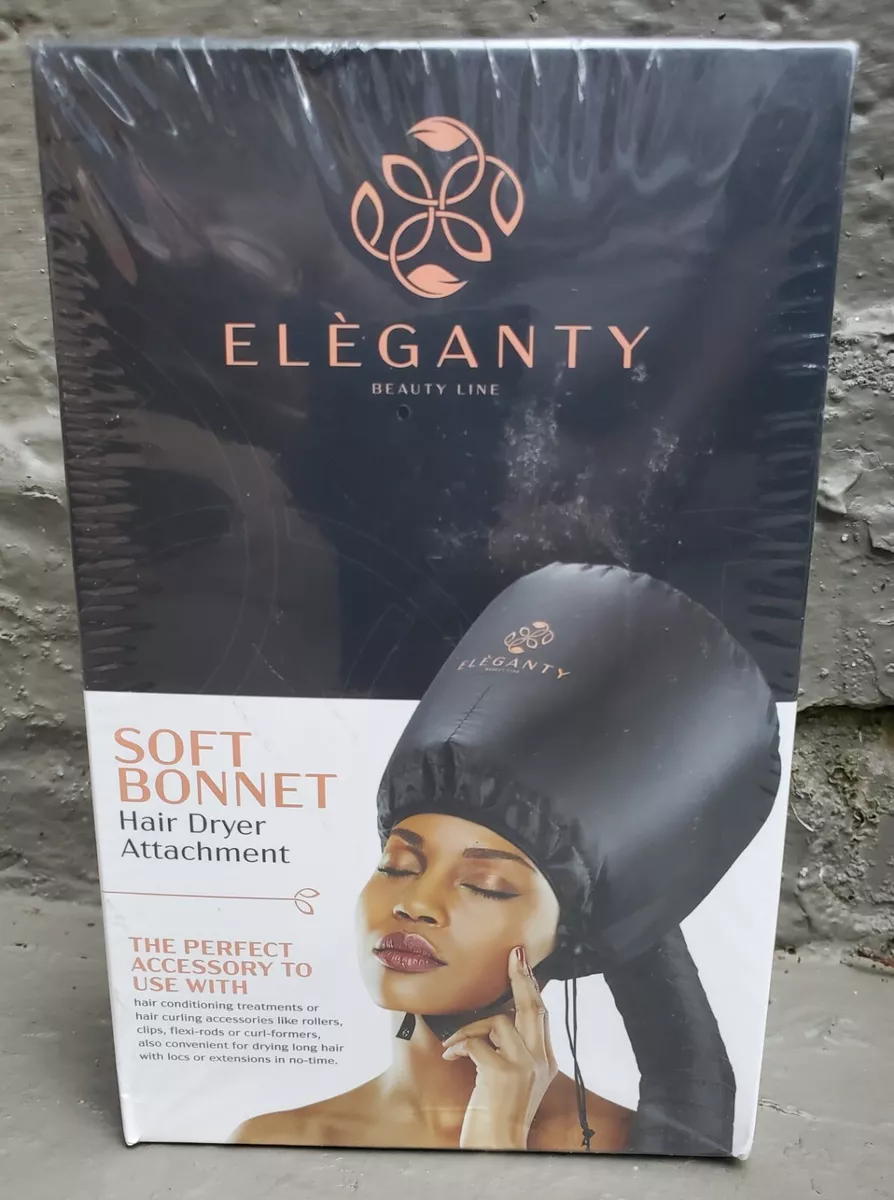 ELÈGANTY
BEAUTY LINE
ELÈGANTY
BEAUTY LINE
SOFT
BONNET
Hair Dryer
Attachment
THE PERFECT
ACCESSORY TO
USE WITH
hair conditioning treatments or
hair curling accessories like rollers,
clips, flexi-rods or curl-formers,
also convenient for drying long hair
with locs or extensions in no-time.